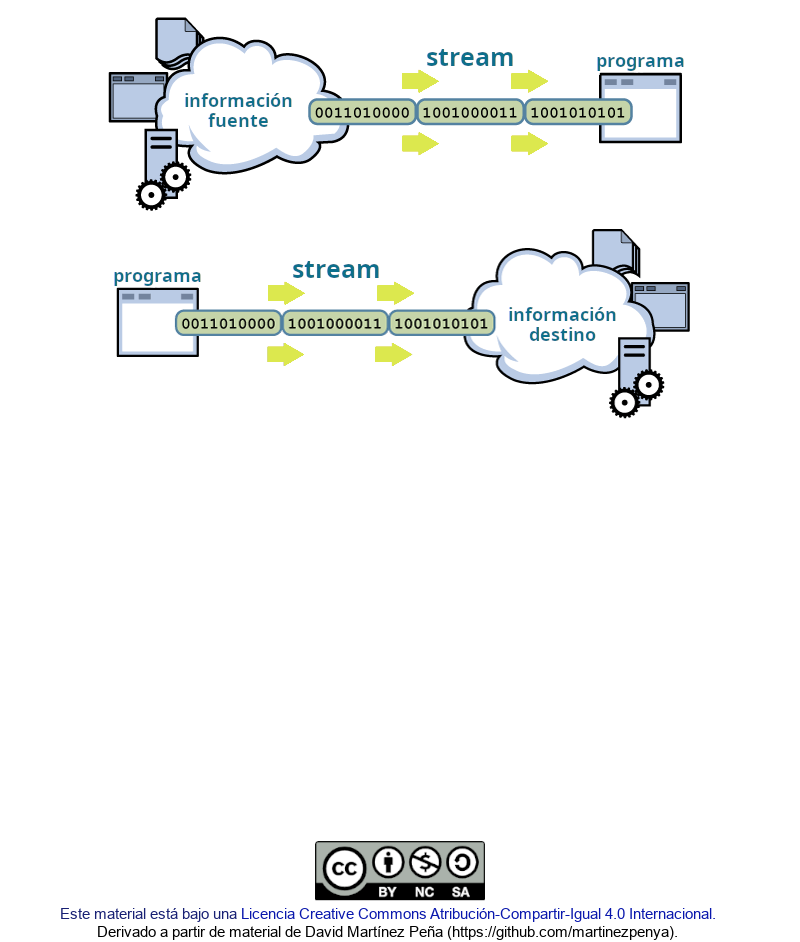 stream
programa
información
fuente
0011010000 1001000011 1001010101
stream
programa
información
destino
0011010000 1001000011 1001010101
cc BY NC SA
Este material está bajo una Licencia Creative Commons Atribución-Compartir-Igual 4.0 Internacional.
Derivado a partir de material de David Martínez Peña (https://github.com/martinezpenya).